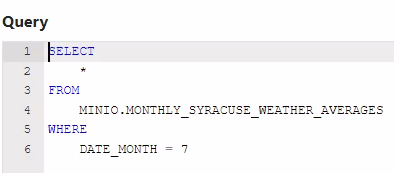 Query
1 SELECT
2 *
3 FROM
4 MINIO.MONTHLY_SYRACUSE_WEATHER_AVERAGES
5 WHERE
6 DATE_MONTH = 7